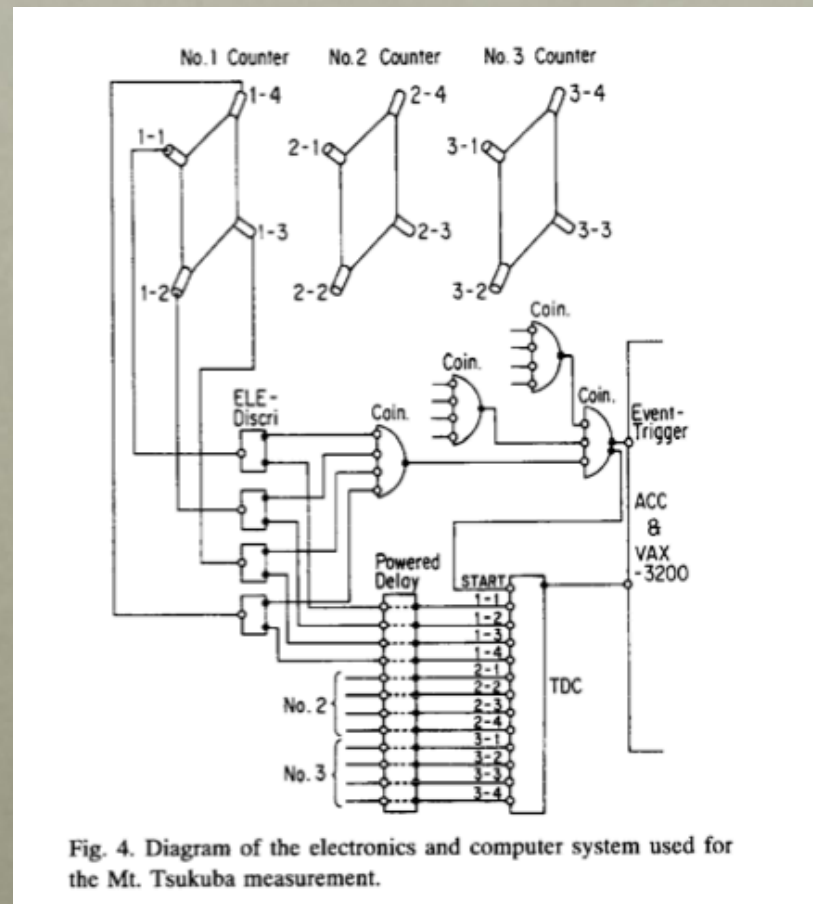 No.1 Counter No.2 Counter No.3 Counter
1-4 2-4 3-4
1-1 2-1 3-1
1-3 2-3 3-3
1-2 2-2 3-2
Coin.
Coin.
Coin.
ELE-
Discri
Coin.
Event-
Trigger
ACC
&
VAX
-3200
Powered
Delay
START
1-1
1-2
1-3
1-4
2-1
2-2
2-3
2-4
3-1
3-2
3-3
3-4
TDC
No.2
No.3
Fig. 4. Diagram of the electronics and computer system used for
the Mt. Tsukuba measurement.